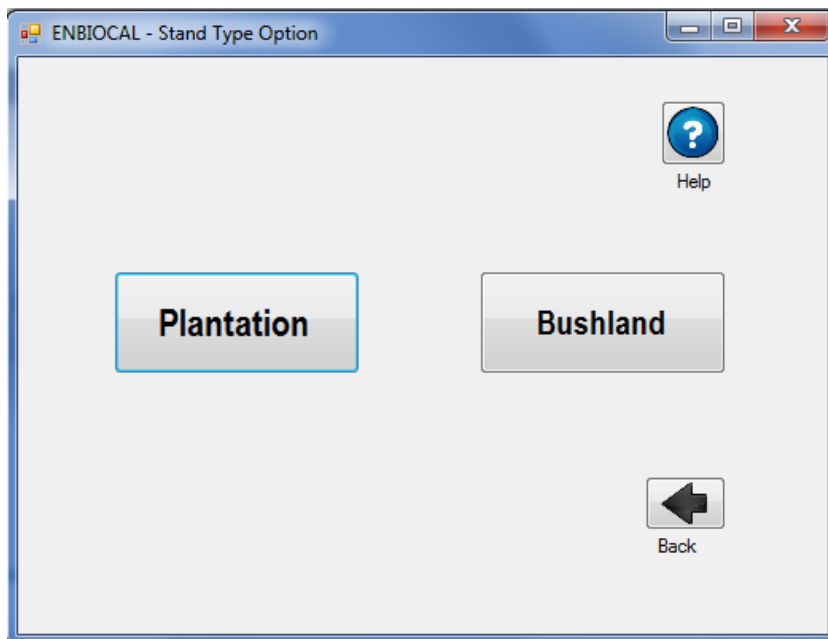 ENBIOCAL - Stand Type Option
?
Help
Plantation
Bushland
Back